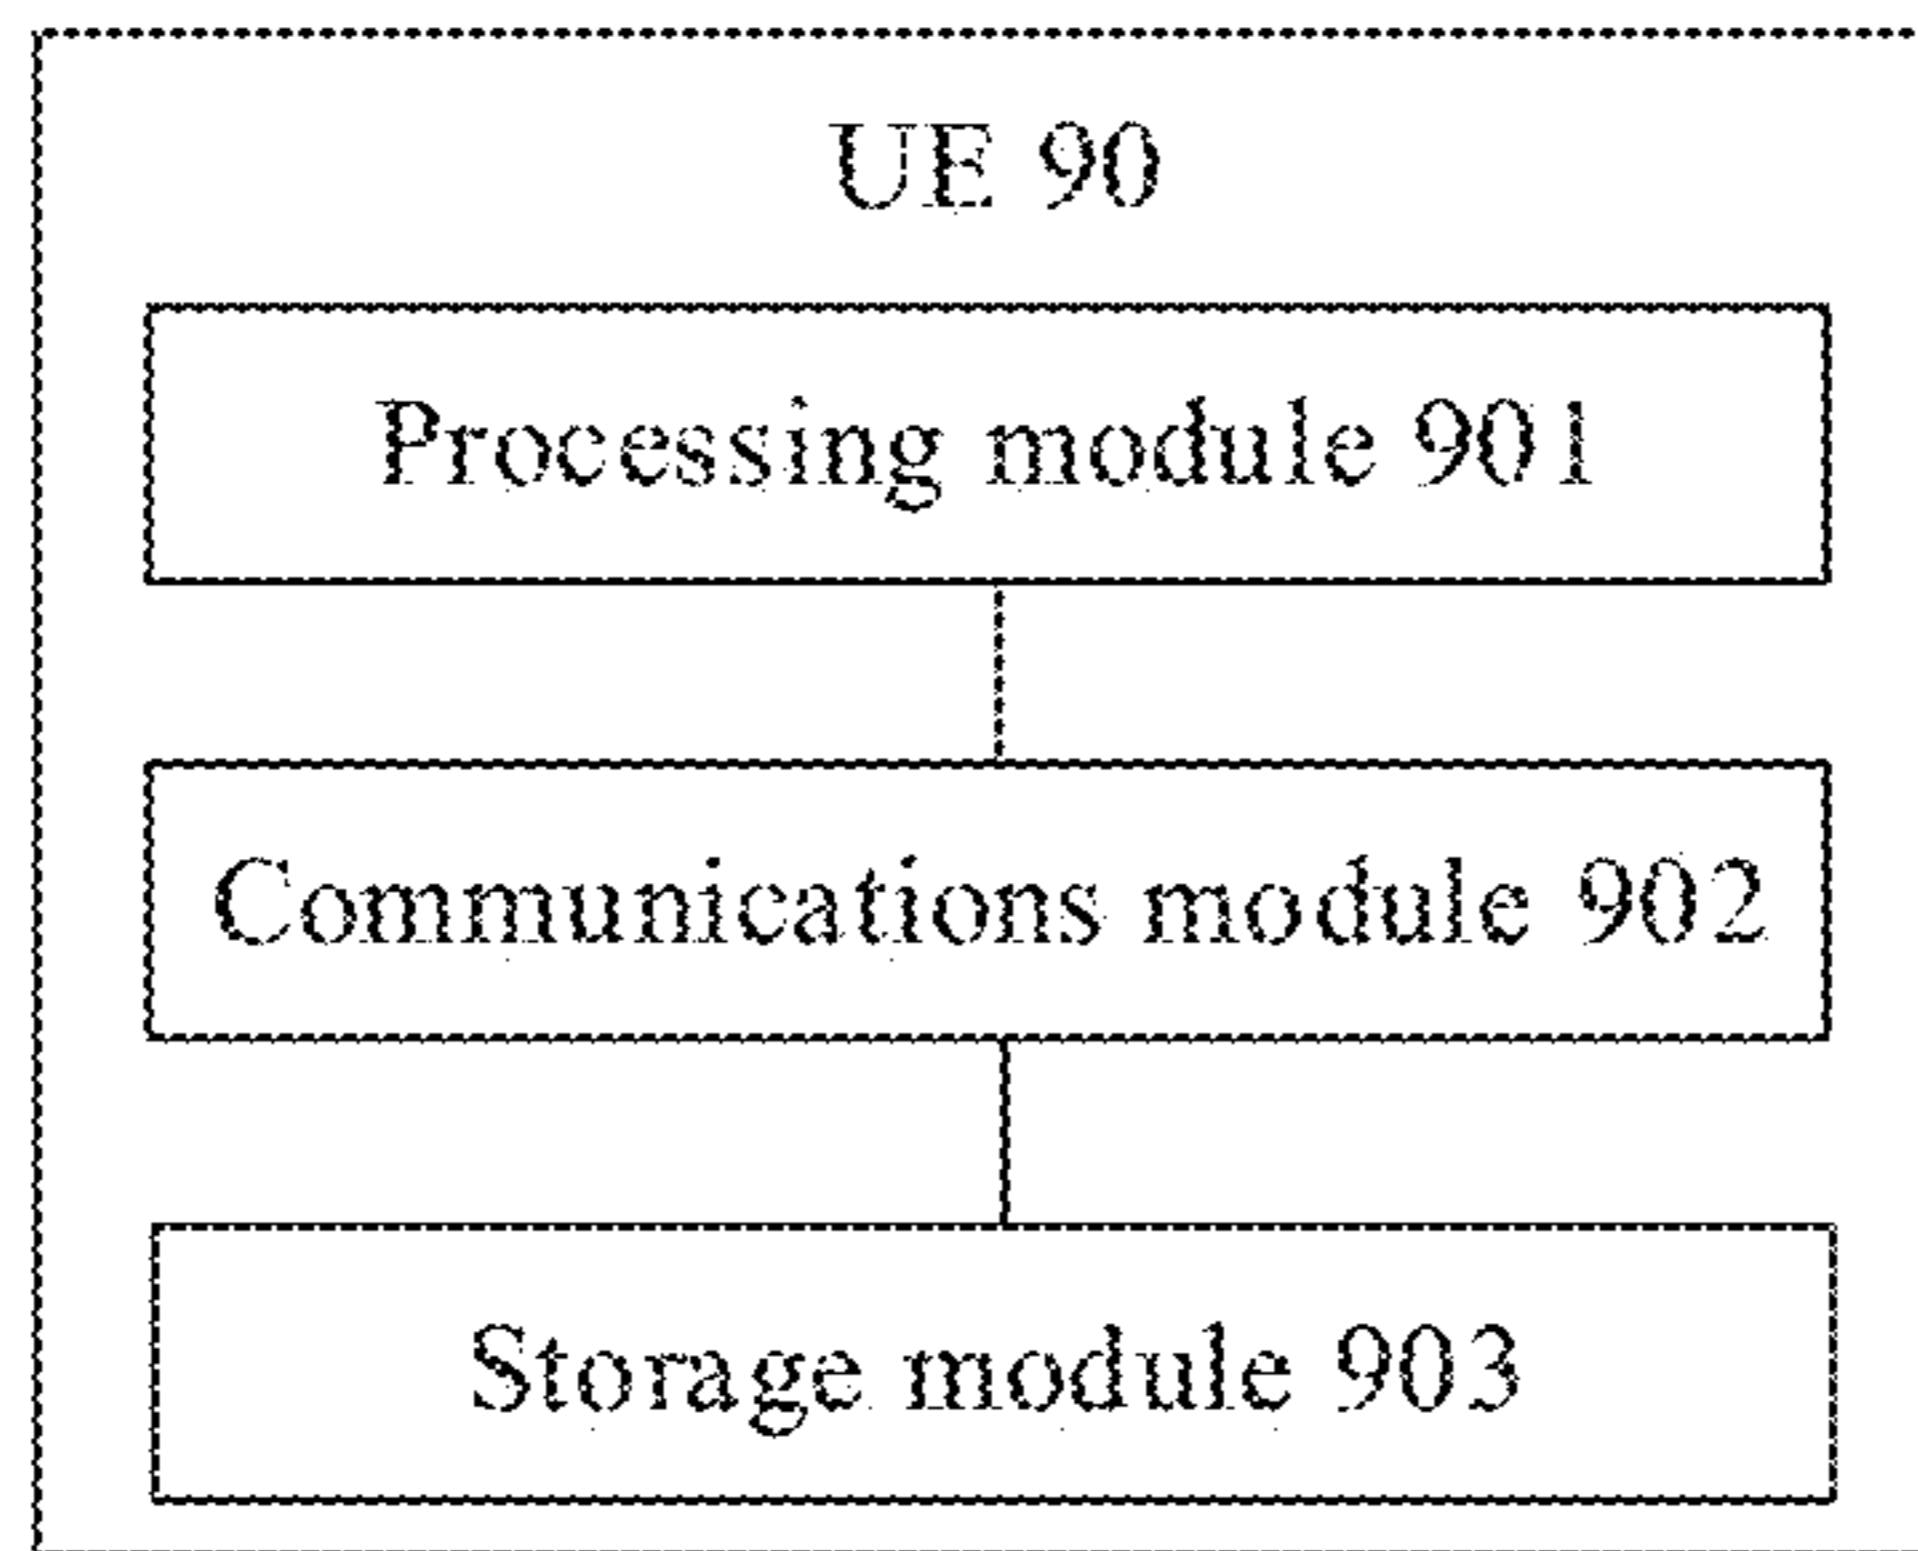 UE 90
Processing module 901
Communications module 902
Storage module 903